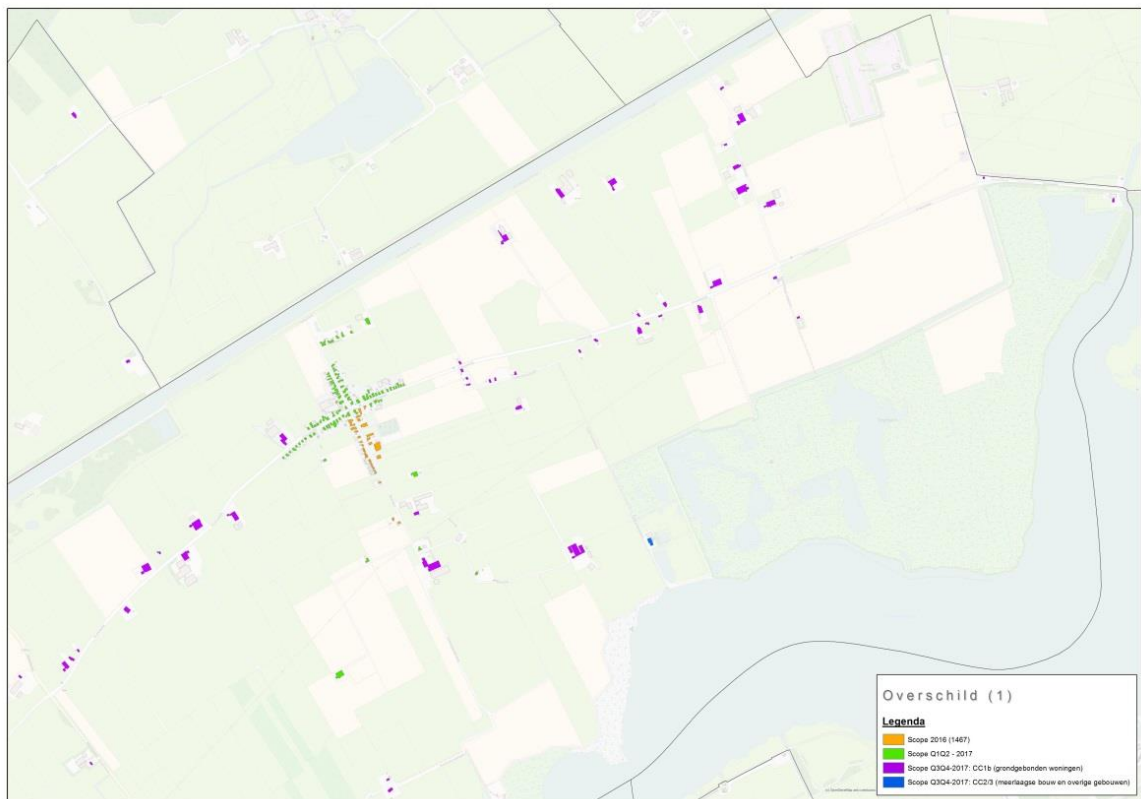 Overschild (1)
Legenda
Scope 2016 (1467)
Scope Q1Q2 - 2017
Scope Q3Q4-2017: CC1b (grondgebonden woningen)
Scope Q3Q4-2017: CC2/3 (meerlaagse bouw en overige gebouwen)